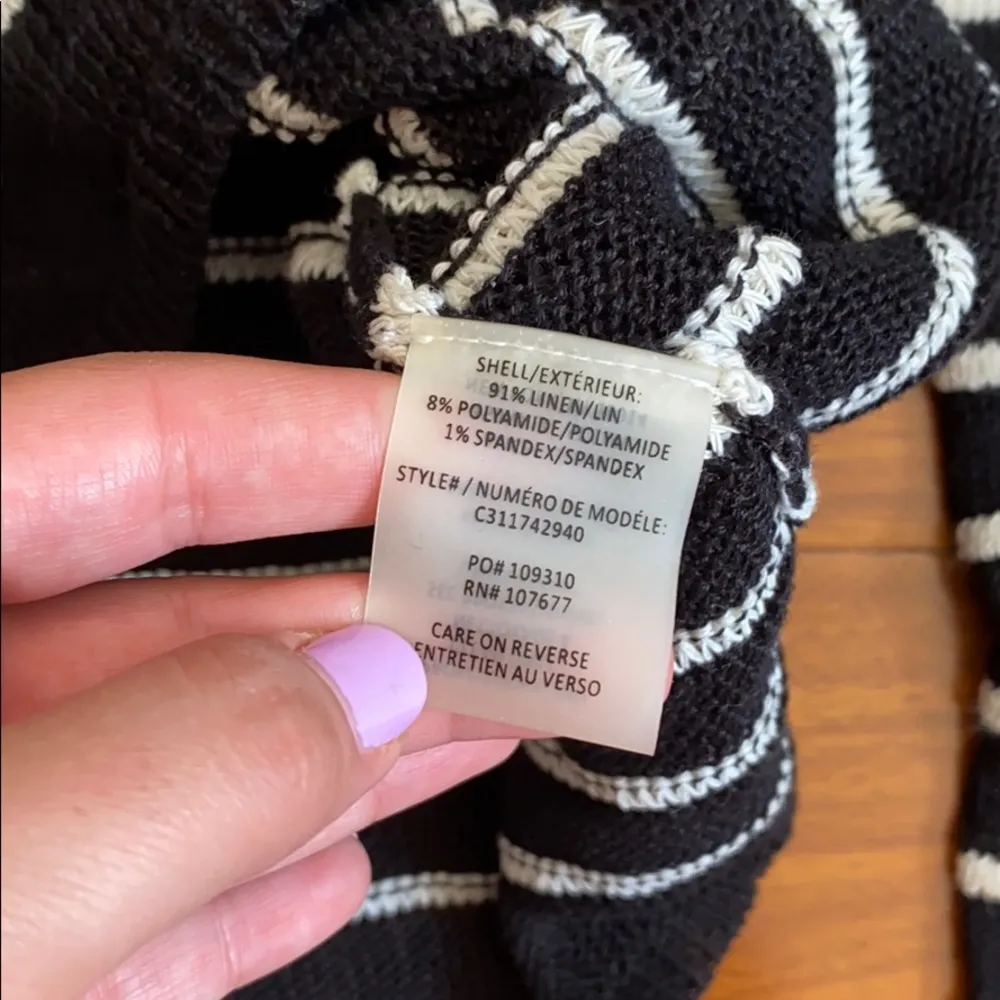 SHELL/EXTÉRIEUR:
91% LINEN/LIN
8% POLYAMIDE/POLYAMIDE
1% SPANDEX/SPANDEX
STYLE# / NUMÉRO DE MODÉLE:
C311742940
PO# 109310
RN# 107677
CARE ON REVERSE
ENTRETIEN AU VERSO